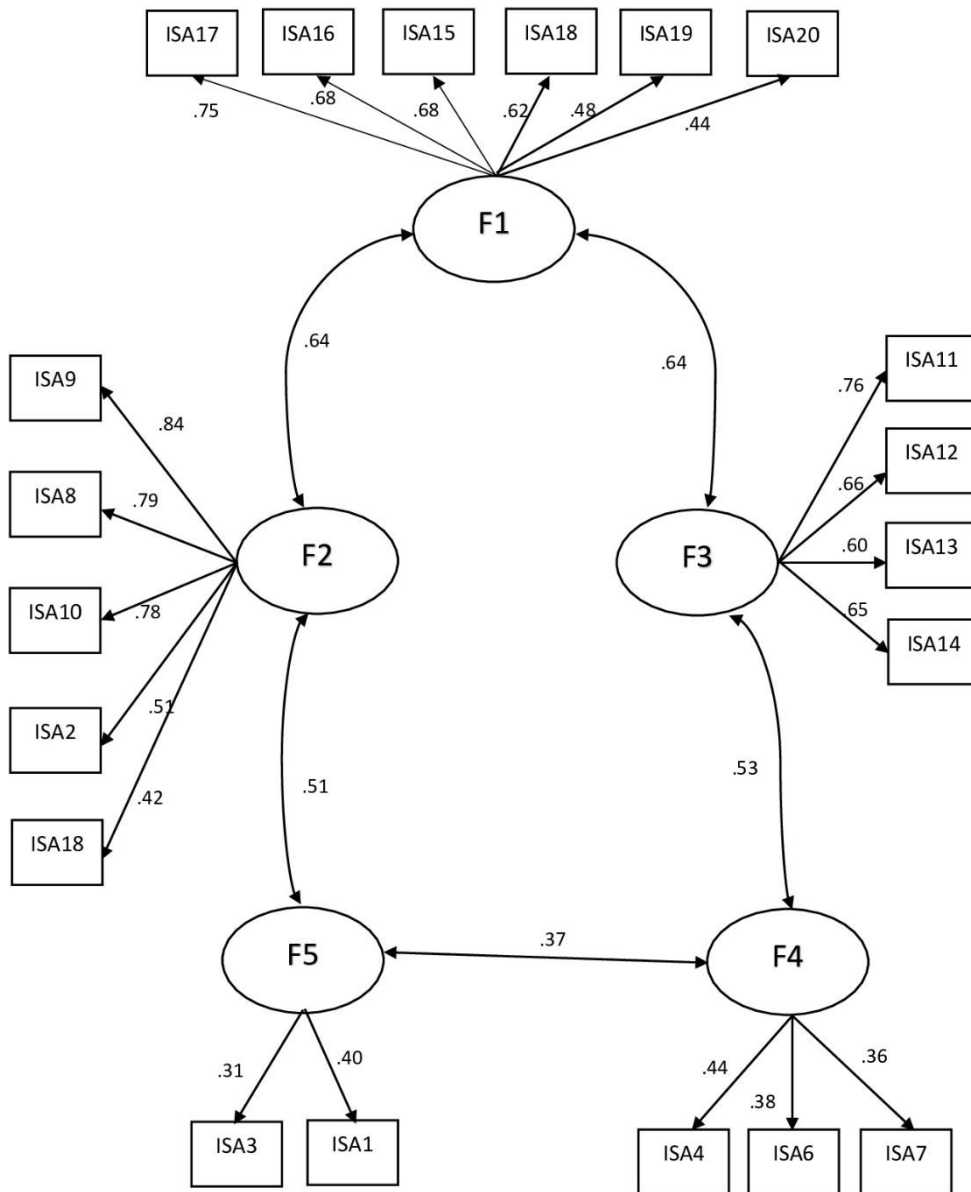 ISA17 ISA16 ISA15 ISA18 ISA19 ISA20
.75 .68 .68 .62 .48 .44
F1
.64 .64
ISA9 ISA8 ISA10 ISA2 ISA18
.84 .79 .78 .51 .42
F2
F3
.76 .66 .60 .65
ISA11 ISA12 ISA13 ISA14
.51 .53
F5 .37 F4
.31 .40
ISA3 ISA1
.44 .38 .36
ISA4 ISA6 ISA7